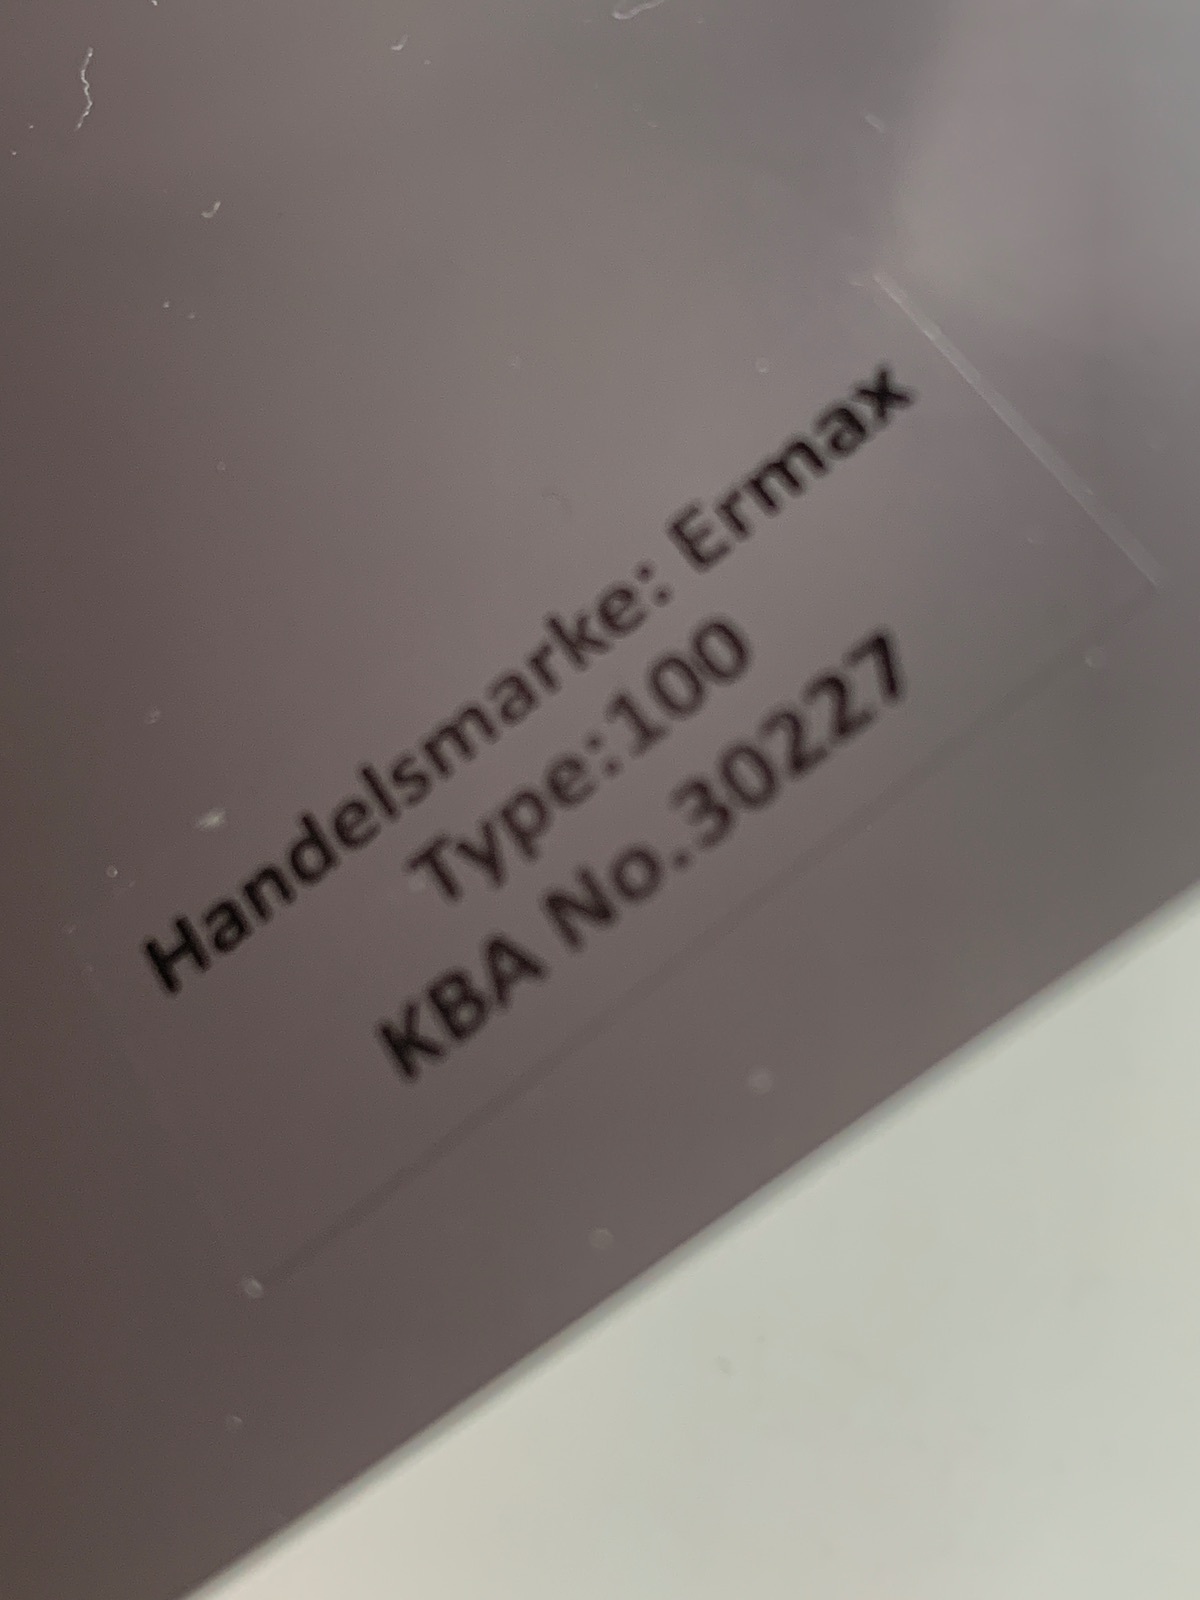 Handelsmarke: Ermax
Type:100
KBA No.30227